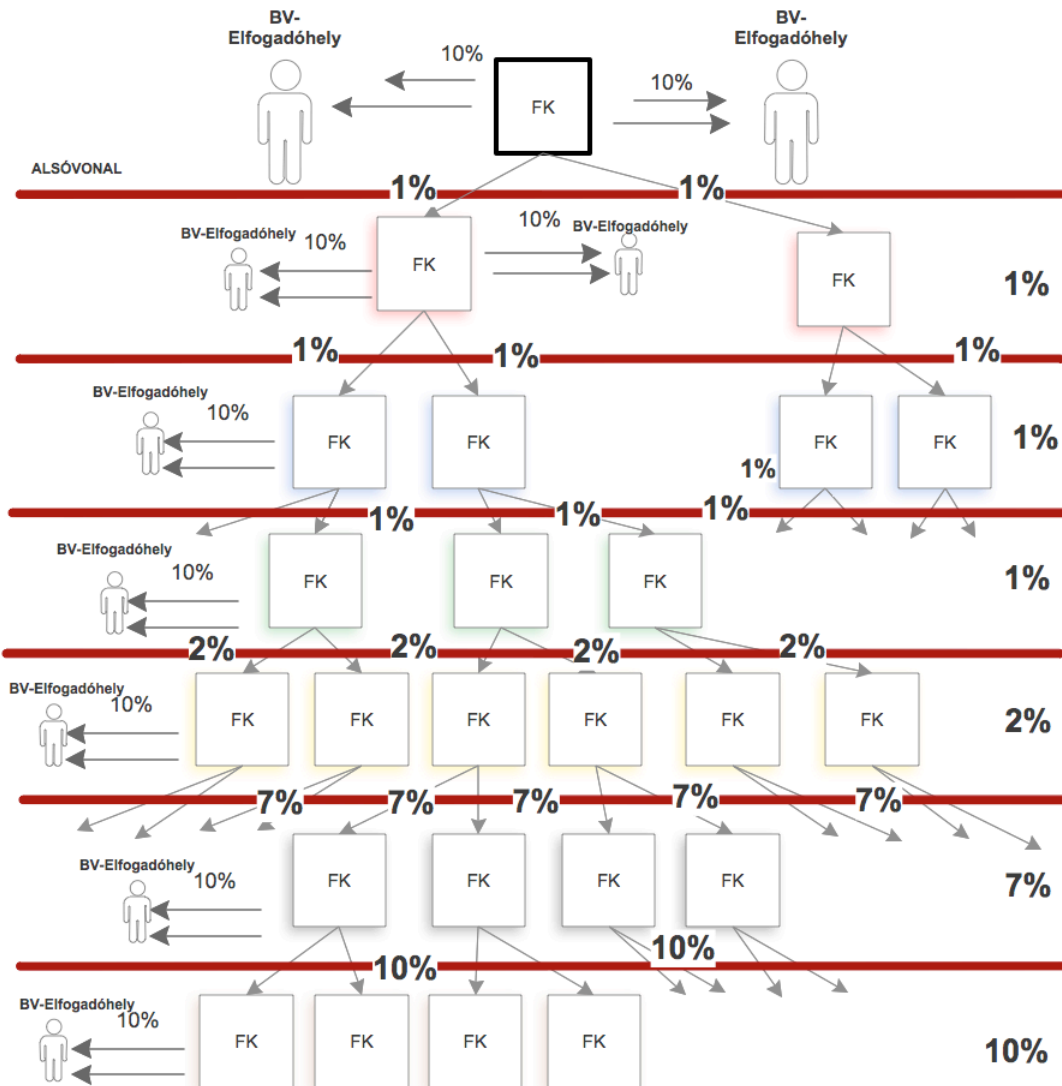 BV-
Elfogadóhely
BV-
Elfogadóhely
10%
10%
FK
ALSÓVONAL
1%
1%
BV-Elfogadóhely
10%
10%
BV-Elfogadóhely
FK
FK
1%
1%
1%
1%
BV-Elfogadóhely
10%
FK
FK
FK
FK
1%
1%
1%
1%
1%
BV-Elfogadóhely
10%
FK
FK
FK
1%
2%
2%
2%
2%
BV-Elfogadóhely
10%
FK
FK
FK
FK
FK
FK
2%
7%
7%
7%
7%
7%
BV-Elfogadóhely
10%
FK
FK
FK
FK
7%
10%
10%
BV-Elfogadóhely
10%
FK
FK
FK
FK
10%